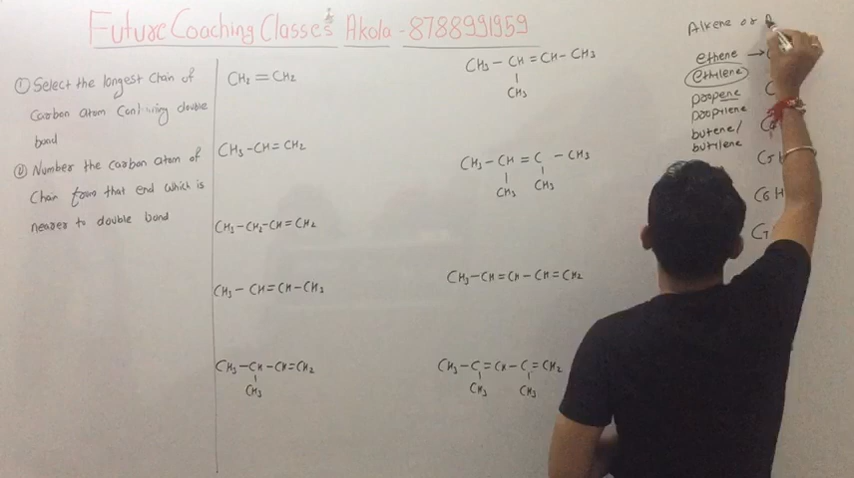 Future Coaching Classes Akola - 8788991959
① Select the longest chain of
Carbon atom Containing double
bond
② Number the carbon atom of
Chain from that end which is
nearer to double bond
CH₂ = CH₂
CH₃ - CH = CH₂
CH₃ - CH₂ - CH = CH₂
CH₃ - CH = CH - CH₃
CH₃ - CH - CH = CH₂
CH₃
CH₃ - CH = CH - CH₃
CH₃
CH₃ - CH = C - CH₃
CH₃ CH₃
CH₃ - CH = CH - CH = CH₂
CH₃ - C = CH - C = CH₂
CH₃ CH₃
Alkene or
ethene →
ethylene
propene
propylene
butene/
butylene
C5
C6 H
C7